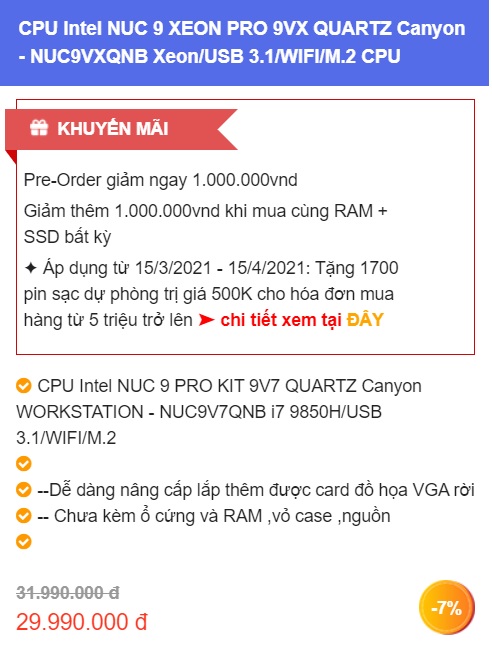 CPU Intel NUC 9 XEON PRO 9VX QUARTZ Canyon
- NUC9VXQNB Xeon/USB 3.1/WIFI/M.2 CPU
KHUYẾN MÃI
Pre-Order giảm ngay 1.000.000vnd
Giảm thêm 1.000.000vnd khi mua cùng RAM +
SSD bất kỳ
✦ Áp dụng từ 15/3/2021 - 15/4/2021: Tặng 1700
pin sạc dự phòng trị giá 500K cho hóa đơn mua
hàng từ 5 triệu trở lên ➤ chi tiết xem tại ĐÂY
CPU Intel NUC 9 PRO KIT 9V7 QUARTZ Canyon
WORKSTATION - NUC9V7QNB i7 9850H/USB
3.1/WIFI/M.2
--Dễ dàng nâng cấp lắp thêm được card đồ họa VGA rời
-- Chưa kèm ổ cứng và RAM ,vỏ case ,nguồn
31.990.000 đ
29.990.000 đ
-7%